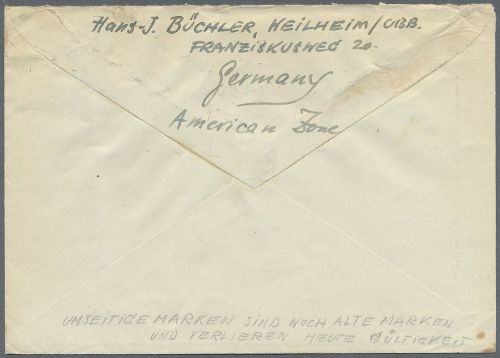 Hans-J. BÜCHLER, WEILHEIM/OBB.
FRANZISKUSWEG 20.
Germany
American Zone
UMSEITIGE MARKEN SIND NOCH ALTE MARKEN
UND VERLIEREN HEUTE GÜLTIGKEIT